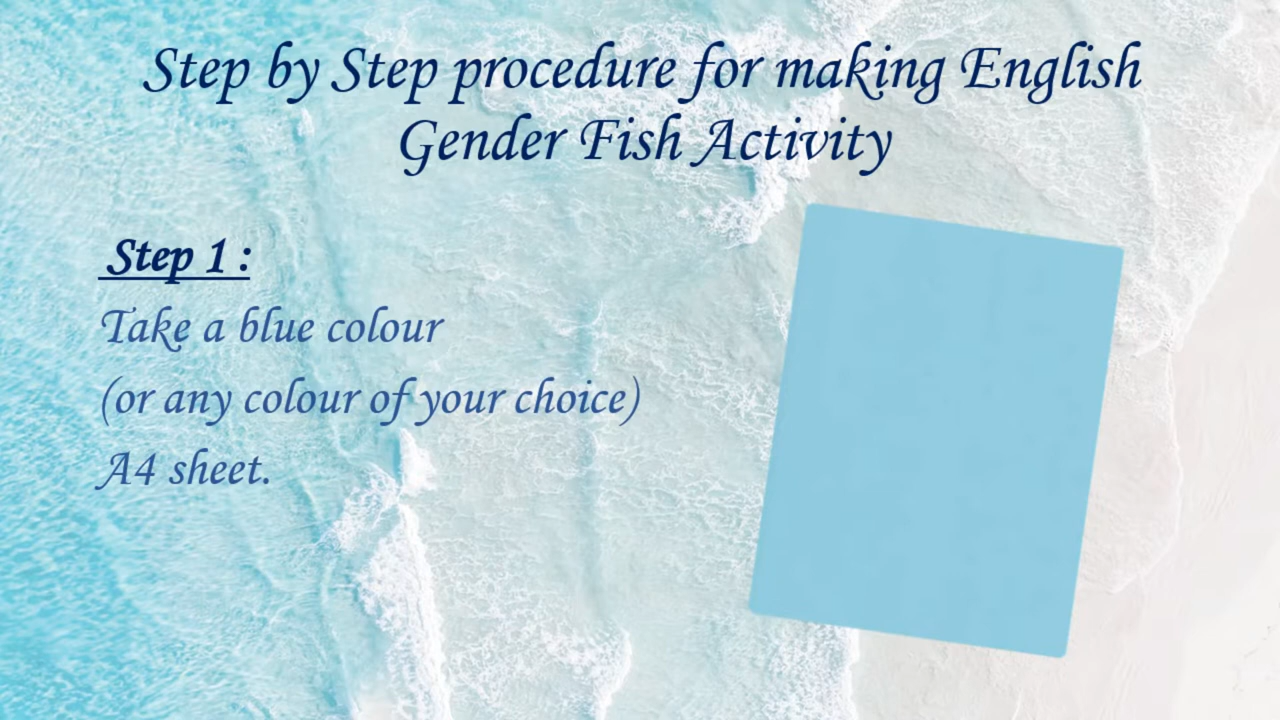 Step by Step procedure for making English
Gender Fish Activity
Step 1 :
Take a blue colour
(or any colour of your choice)
A4 sheet.